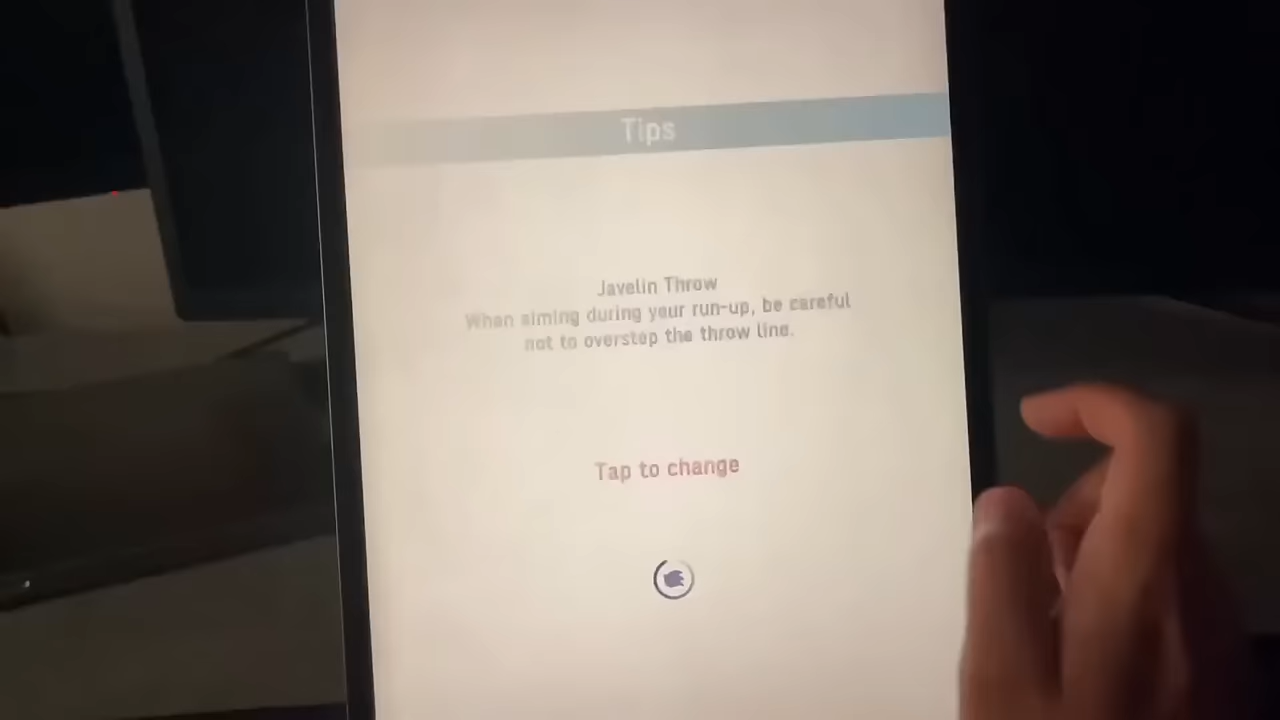 Tips
Javelin Throw
When aiming during your run-up, be careful
not to overstep the throw line.
Tap to change